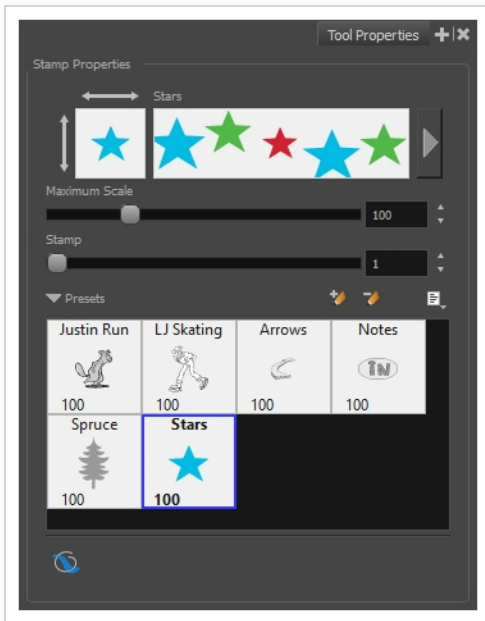 Tool Properties
Stamp Properties
Stars
Maximum Scale
100
Stamp
1
Presets
Justin Run LJ Skating Arrows Notes
IN
100 100 100 100
Spruce Stars
100 100